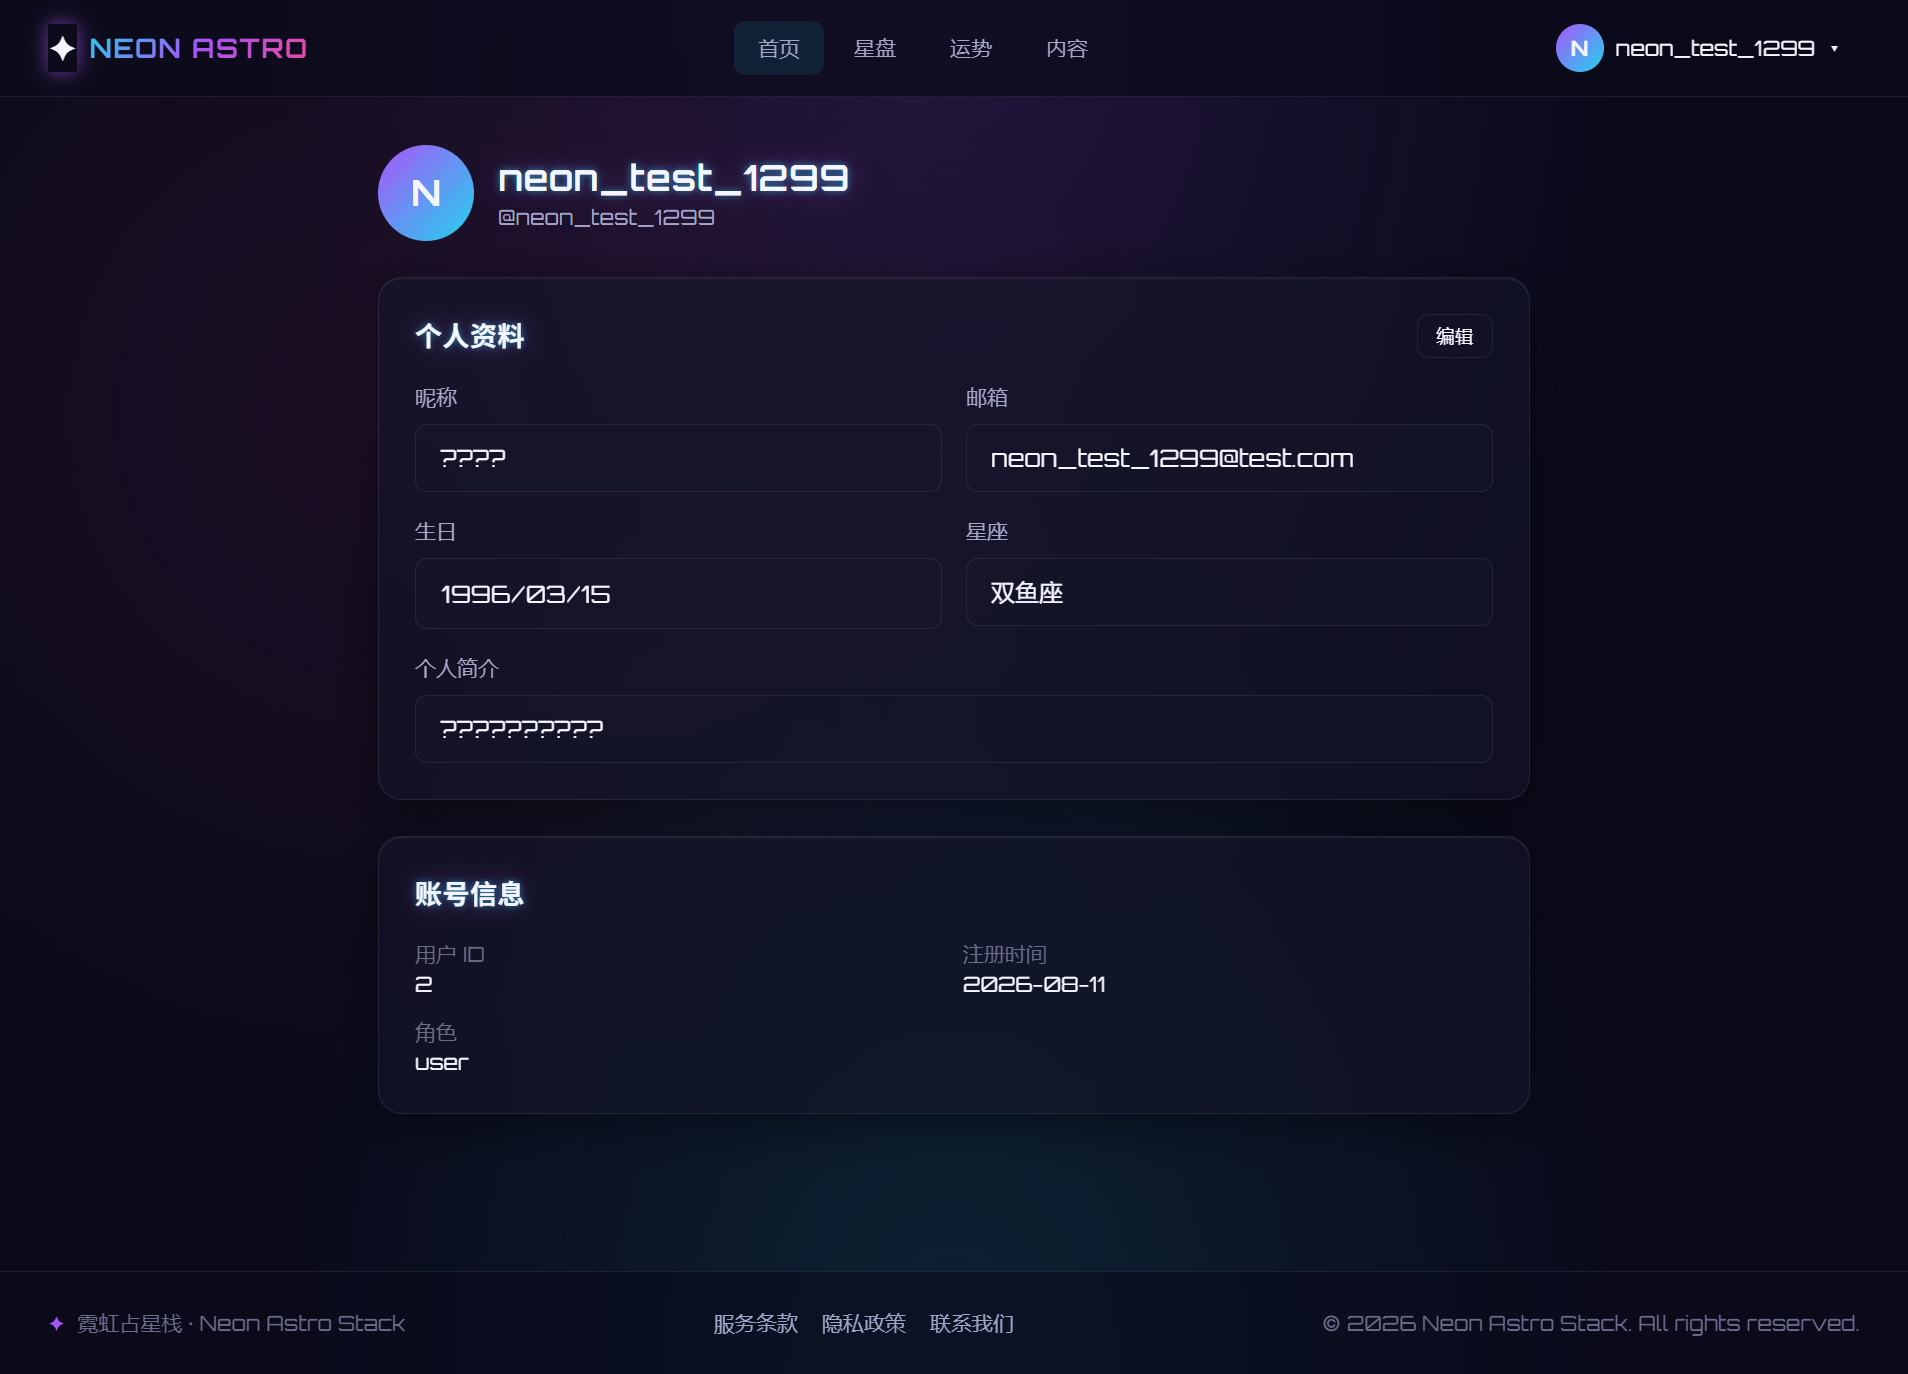 ✦ NEON ASTRO
首页 星盘 运势 内容
N neon_test_1299 ▾
N
neon_test_1299
@neon_test_1299
个人资料
编辑
昵称
????
邮箱
neon_test_1299@test.com
生日
1996/03/15
星座
双鱼座
个人简介
??????????
账号信息
用户 ID
2
注册时间
2026-08-11
角色
user
✦ 霓虹占星栈 · Neon Astro Stack
服务条款 隐私政策 联系我们
© 2026 Neon Astro Stack. All rights reserved.